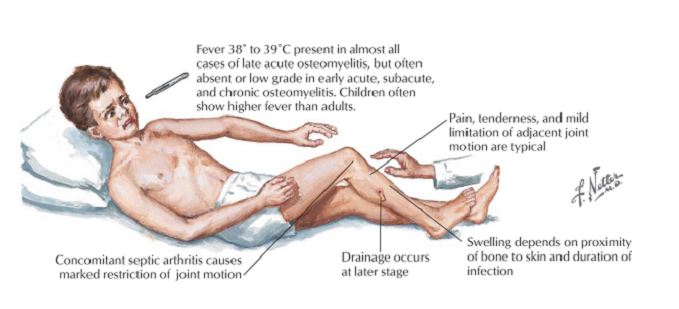 Fever 38˚ to 39˚C present in almost all
cases of late acute osteomyelitis, but often
absent or low grade in early acute, subacute,
and chronic osteomyelitis. Children often
show higher fever than adults.
Pain, tenderness, and mild
limitation of adjacent joint
motion are typical
F. Netter
M.D.
Concomitant septic arthritis causes
marked restriction of joint motion
Drainage occurs
at later stage
Swelling depends on proximity
of bone to skin and duration of
infection